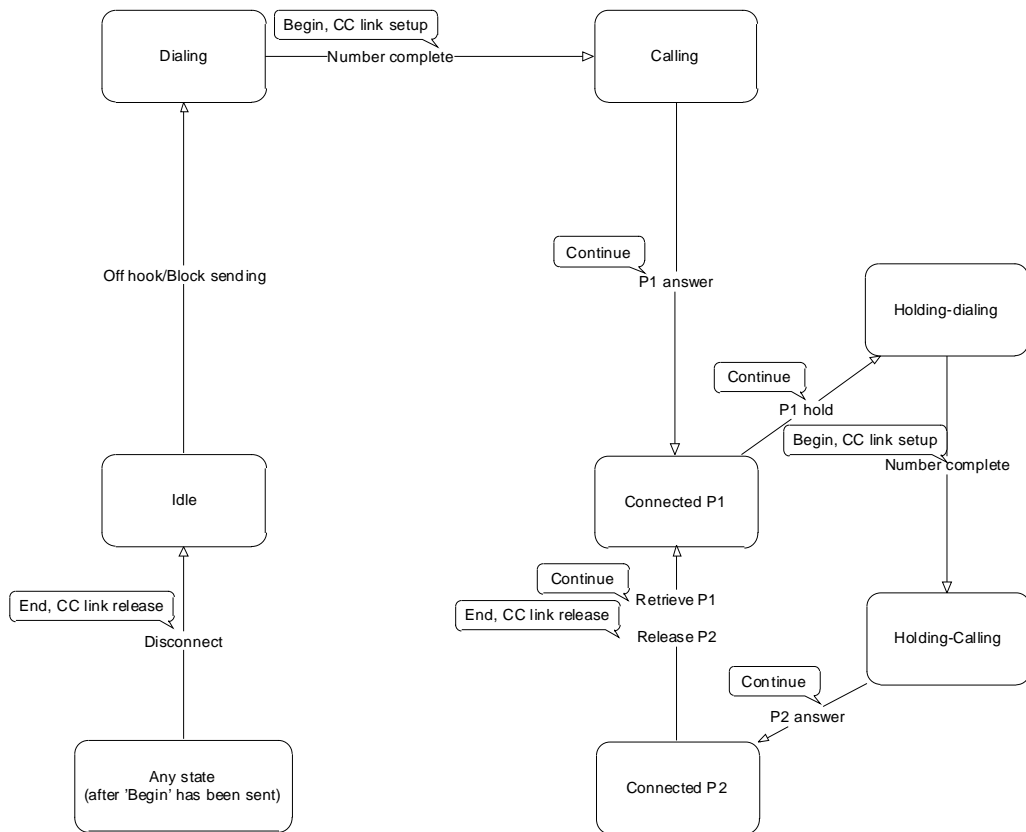 Begin, CC link setup
Dialing
Number complete
Calling
Continue
Off hook/Block sending
P1 answer
Holding-dialing
Continue
P1 hold
Begin, CC link setup
Number complete
Idle
Connected P1
Continue
Retrieve P1
End, CC link release
End, CC link release
Release P2
Disconnect
Holding-Calling
Continue
P2 answer
Any state
(after 'Begin' has been sent)
Connected P2